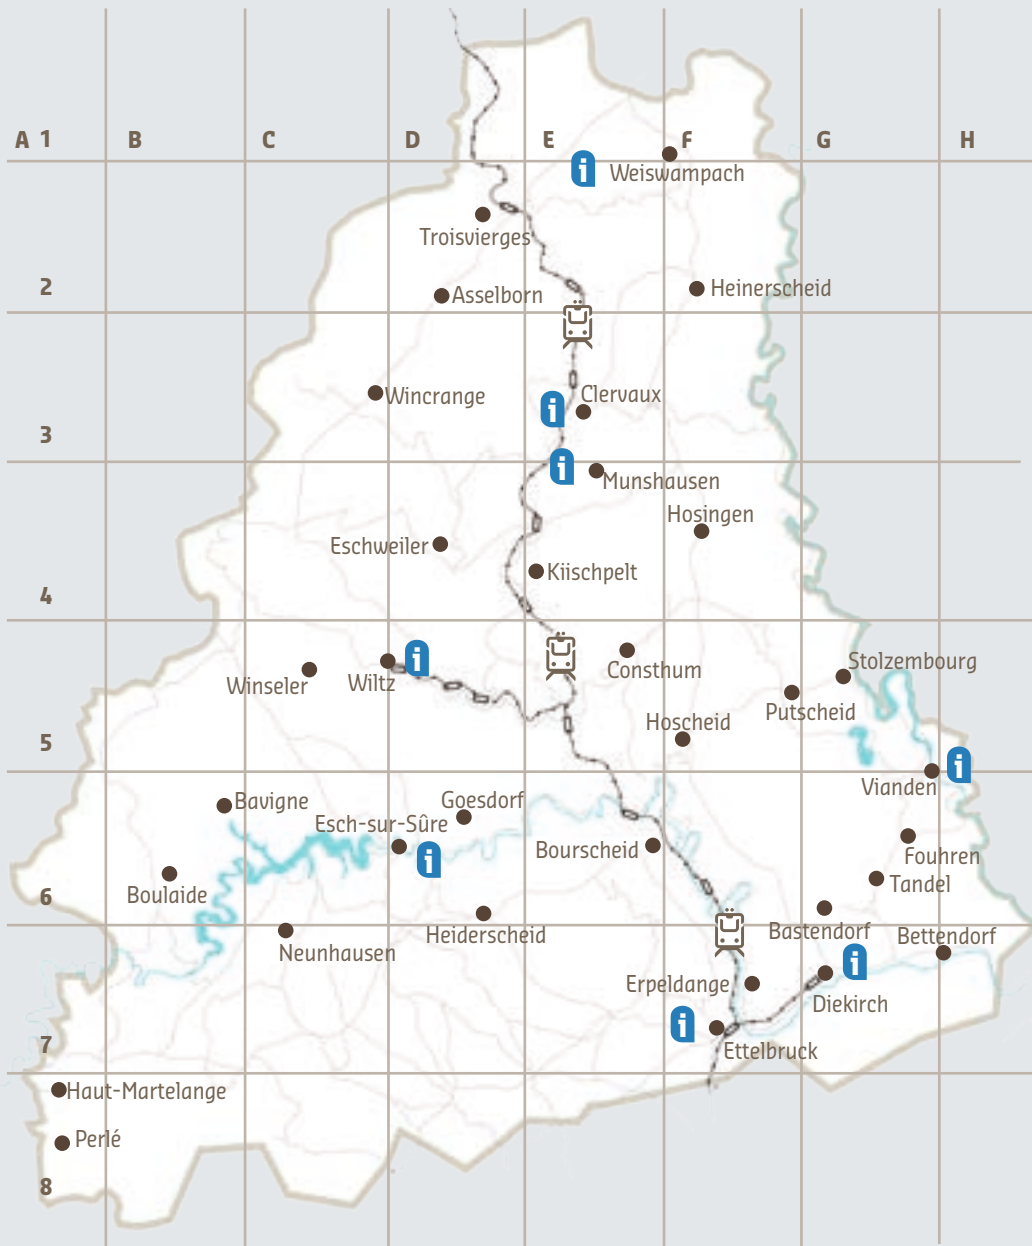 A 1 B C D E F G H
i
Weiswampach
Troisvierges
2
Asselborn
Heinerscheid
Wincrange
Clervaux
i
3
i
Munshausen
Hosingen
Eschweiler
Kiischpelt
4
Consthum
Stolzembourg
Winseler
Wiltz
i
Putscheid
Hoscheid
5
i
Vianden
Bavigne
Goesdorf
Esch-sur-Sûre
i
Bourscheid
Fouhren
Tandel
Boulaide
6
Heiderscheid
Bastendorf
Bettendorf
Neunhausen
i
Erpeldange
Diekirch
i
7
Ettelbruck
Haut-Martelange
Perlé
8